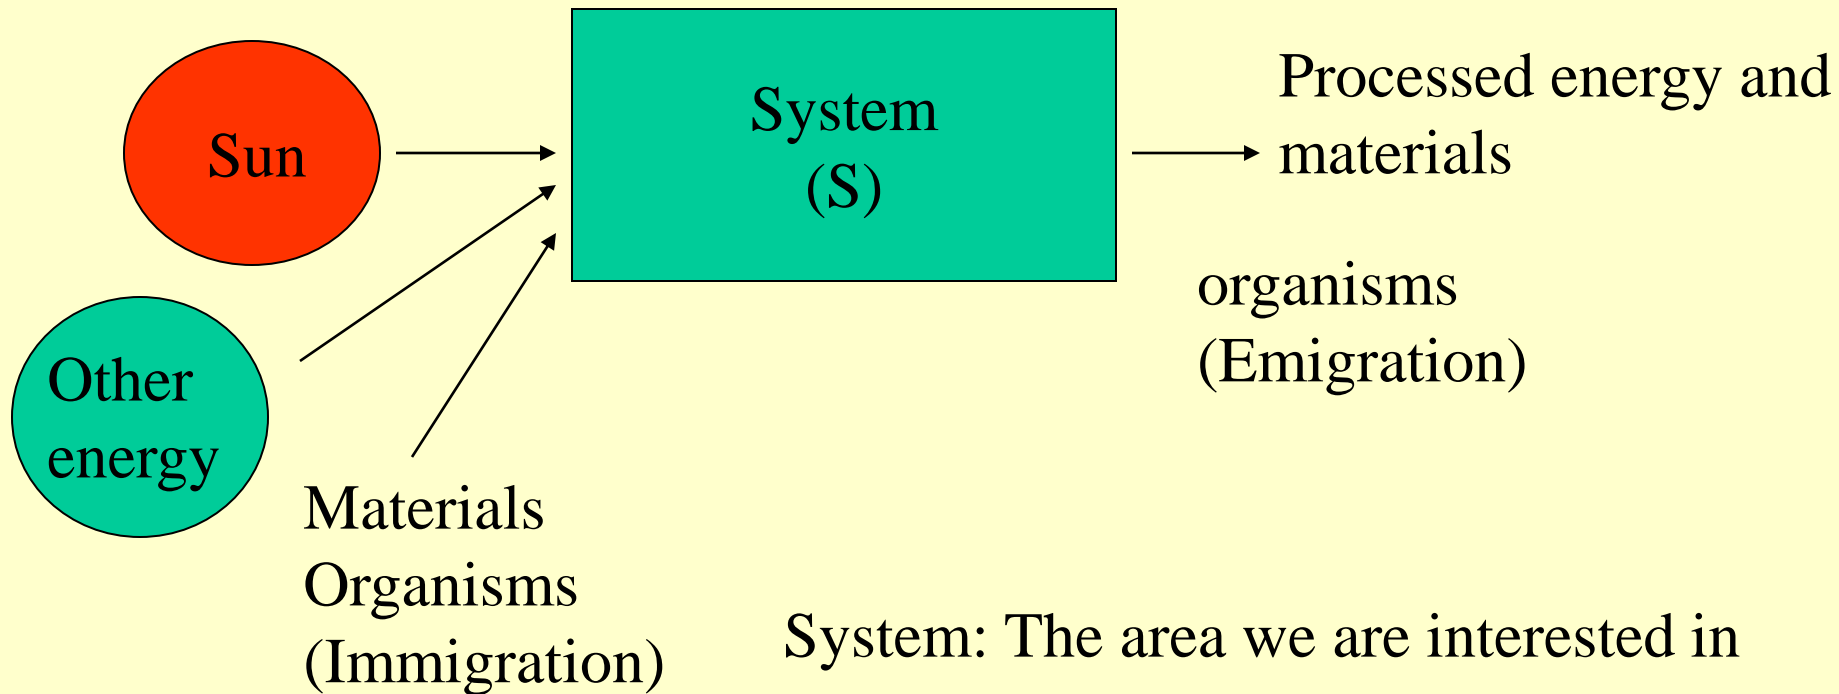 Sun
System
(S)
Processed energy and
materials
organisms
(Emigration)
Other
energy
Materials
Organisms
(Immigration)
System: The area we are interested in